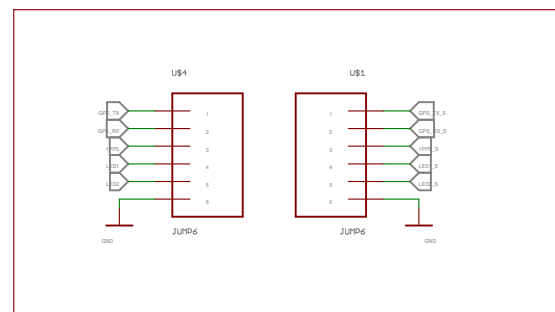 U$4
U$1
GPS_TX
1
1
GPS_TX_S
GPS_RX
2
2
GPS_RX_S
1PPS
3
3
1PPS_S
LED1
4
4
LED1_S
LED2
5
5
LED2_S
6
6
JUMP6
JUMP6
GND
GND